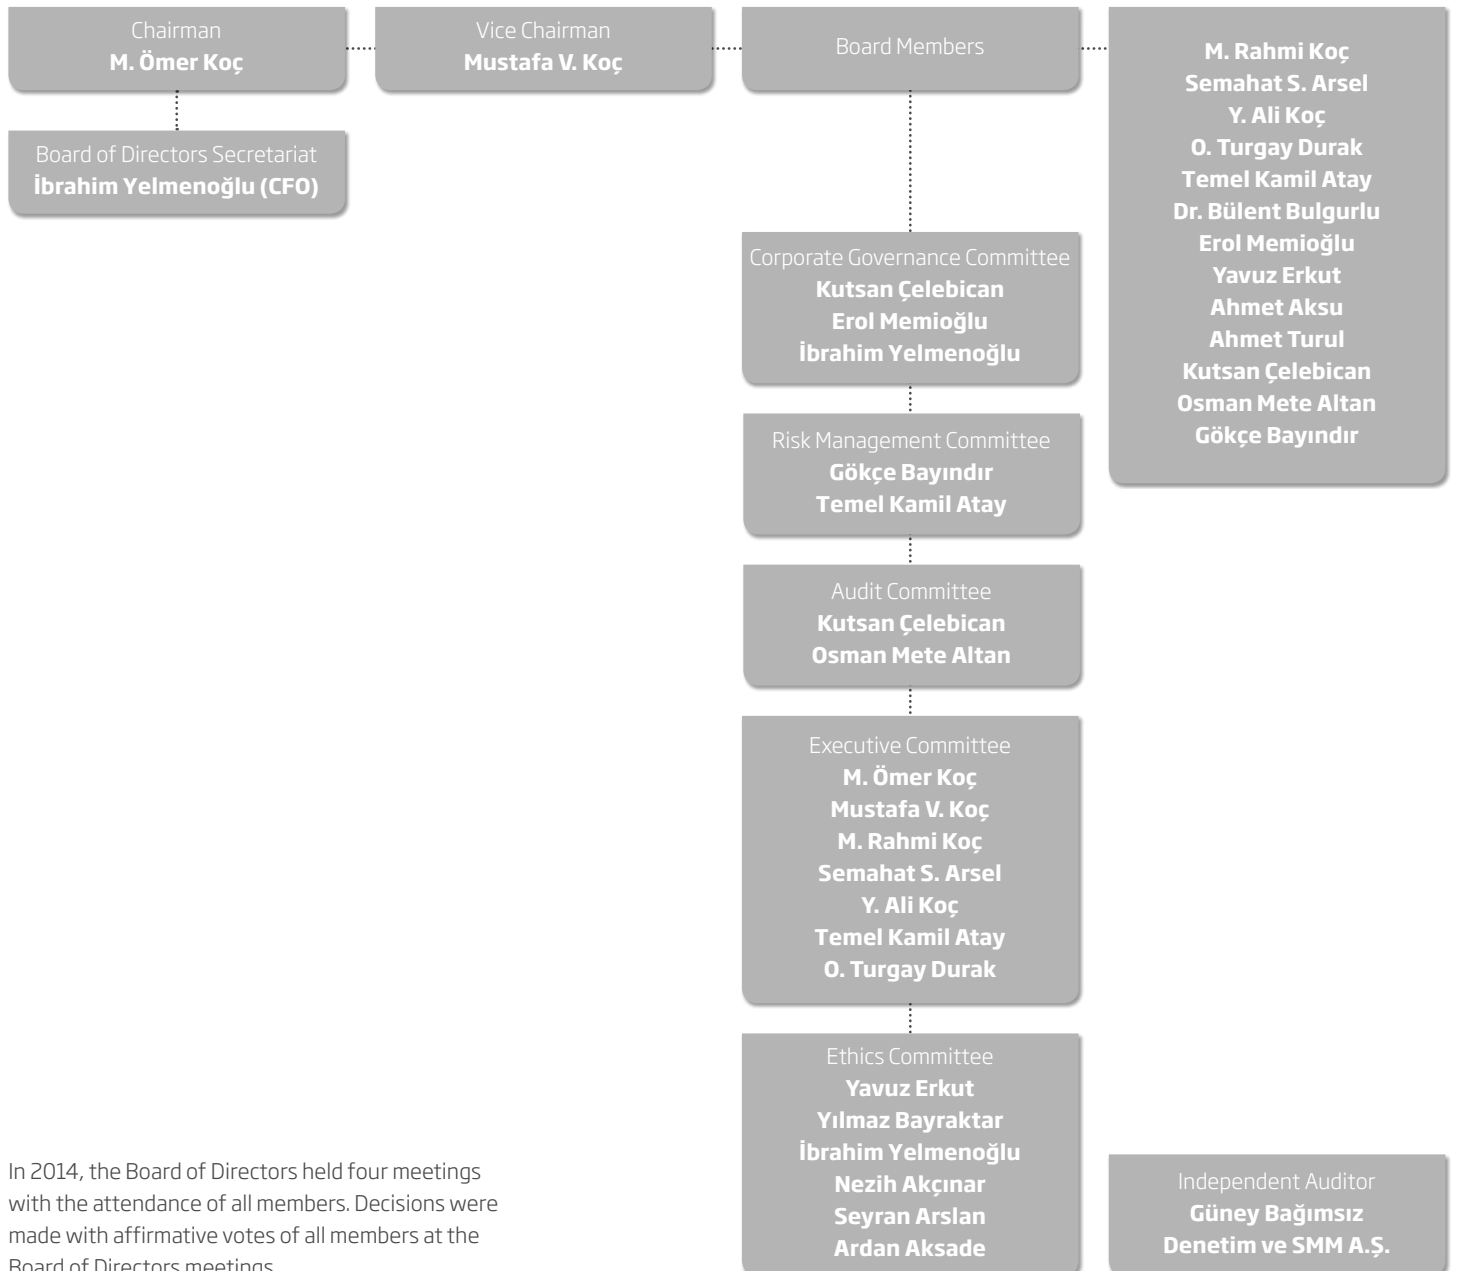 Chairman
M. Ömer Koç
Vice Chairman
Mustafa V. Koç
Board Members
M. Rahmi Koç
Semahat S. Arsel
Y. Ali Koç
O. Turgay Durak
Temel Kamil Atay
Dr. Bülent Bulgurlu
Erol Memioğlu
Yavuz Erkut
Ahmet Aksu
Ahmet Turul
Kutsan Çelebican
Osman Mete Altan
Gökçe Bayındır
Board of Directors Secretariat
İbrahim Yelmenoğlu (CFO)
Corporate Governance Committee
Kutsan Çelebican
Erol Memioğlu
İbrahim Yelmenoğlu
Risk Management Committee
Gökçe Bayındır
Temel Kamil Atay
Audit Committee
Kutsan Çelebican
Osman Mete Altan
Executive Committee
M. Ömer Koç
Mustafa V. Koç
M. Rahmi Koç
Semahat S. Arsel
Y. Ali Koç
Temel Kamil Atay
O. Turgay Durak
Ethics Committee
Yavuz Erkut
Yılmaz Bayraktar
İbrahim Yelmenoğlu
Nezih Akçınar
Seyran Arslan
Ardan Aksade
Independent Auditor
Güney Bağımsız
Denetim ve SMM A.Ş.
In 2014, the Board of Directors held four meetings
with the attendance of all members. Decisions were
made with affirmative votes of all members at the
Board of Directors meetings